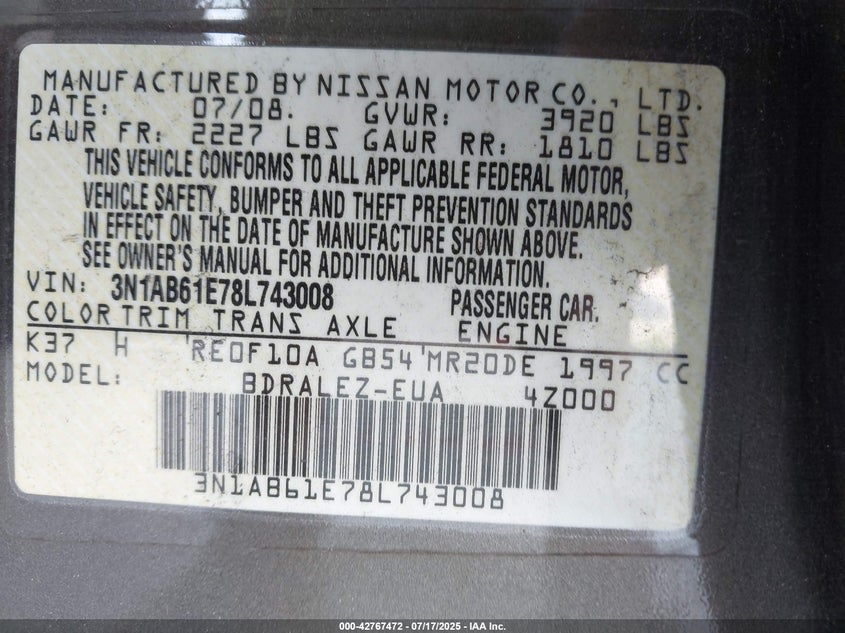 MANUFACTURED BY NISSAN MOTOR CO., LTD.
DATE: 07/08. GVWR: 3920 LBS
GAWR FR: 2227 LBS GAWR RR: 1810 LBS
THIS VEHICLE CONFORMS TO ALL APPLICABLE FEDERAL MOTOR,
VEHICLE SAFETY, BUMPER AND THEFT PREVENTION STANDARDS
IN EFFECT ON THE DATE OF MANUFACTURE SHOWN ABOVE.
SEE OWNER'S MANUAL FOR ADDITIONAL INFORMATION.
VIN: 3N1AB61E78L743008 PASSENGER CAR.
COLOR TRIM TRANS AXLE ENGINE
K37 H RE0F10A GB54 MR20DE 1997 CC
MODEL: BDRALEZ-EUA 4Z000
3N1AB61E78L743008
000-42767472 - 07/17/2025 - IAA Inc.